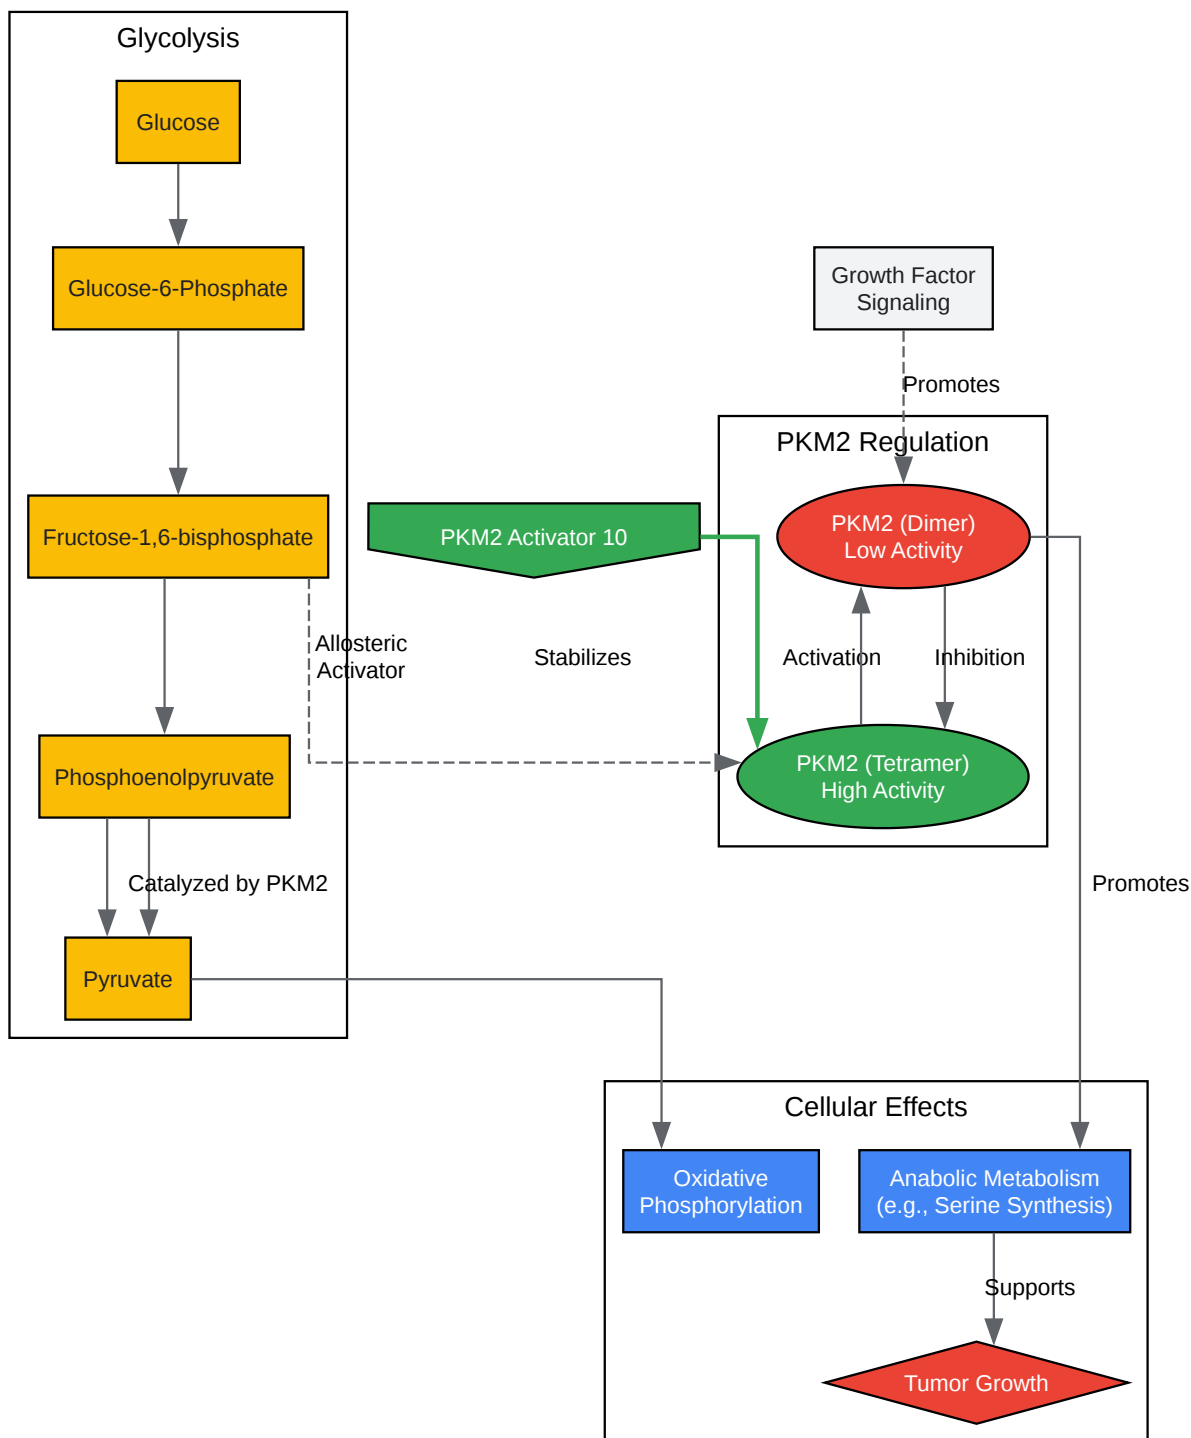 Glycolysis
Glucose
Glucose-6-Phosphate
Growth Factor
Signaling
Promotes
PKM2 Regulation
Fructose-1,6-bisphosphate
PKM2 Activator 10
PKM2 (Dimer)
Low Activity
Allosteric
Activator
Stabilizes
Activation
Inhibition
Phosphoenolpyruvate
PKM2 (Tetramer)
High Activity
Catalyzed by PKM2
Promotes
Pyruvate
Cellular Effects
Oxidative
Phosphorylation
Anabolic Metabolism
(e.g., Serine Synthesis)
Supports
Tumor Growth